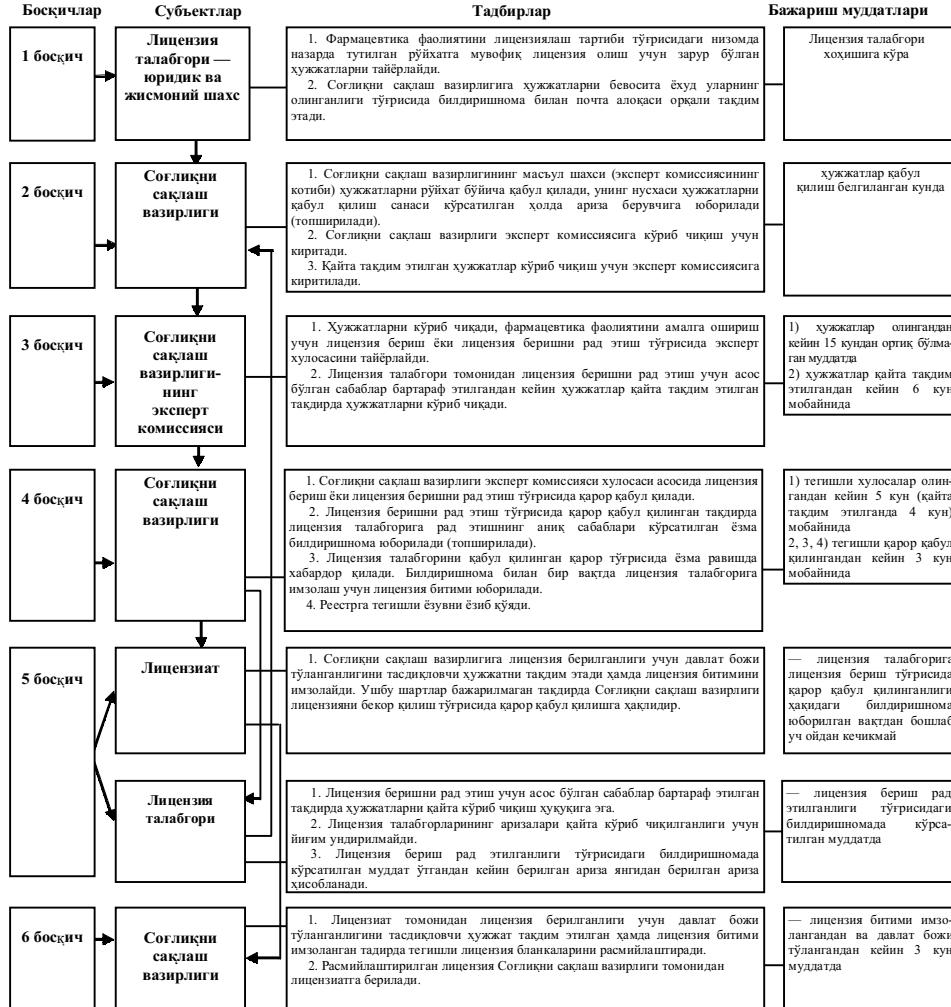 Босқичлар
Субъектлар
Тадбирлар
Бажариш муддатлари
1 босқич
Лицензия
талабгори —
юридик ва
жисмоний шахс
1. Фармацевтика фаолиятини лицензиялаш тартиби тўғрисидаги низомда
назарда тутилган рўйхатга мувофиқ лицензия олиш учун зарур бўлган
ҳужжатларни тайёрлайди.
2. Соғлиқни сақлаш вазирлигига ҳужжатларни бевосита ёхуд уларнинг
олинганлиги тўғрисида билдиришнома билан почта алоқаси орқали тақдим
этади.
Лицензия талабгори
хоҳишига кўра
2 босқич
Соғлиқни
сақлаш
вазирлиги
1. Соғлиқни сақлаш вазирлигининг масъул шахси (эксперт комиссиясининг
котиби) ҳужжатларни рўйхат бўйича қабул қилади, унинг нусхаси ҳужжатларни
қабул қилиш санаси кўрсатилган ҳолда ариза берувчига юборилади
(топширилади).
2. Соғлиқни сақлаш вазирлиги эксперт комиссиясига кўриб чиқиш учун
киритади.
3. Қайта тақдим этилган ҳужжатлар кўриб чиқиш учун эксперт комиссиясига
киритилади.
ҳужжатлар қабул
қилиш белгиланган кунда
3 босқич
Соғлиқни
сақлаш
вазирлиги-
нинг
эксперт
комиссияси
1. Ҳужжатларни кўриб чиқади, фармацевтика фаолиятини амалга ошириш
учун лицензия бериш ёки лицензия беришни рад этиш тўғрисида эксперт
хулосасини тайёрлайди.
2. Лицензия талабгори томонидан лицензия беришни рад этиш учун асос
бўлган сабаблар бартараф этилгандан кейин ҳужжатлар қайта тақдим этилган
тақдирда ҳужжатларни кўриб чиқади.
1) ҳужжатлар олингандан
кейин 15 кундан ортиқ бўлма-
ган муддатда
2) ҳужжатлар қайта тақдим
этилгандан кейин 6 кун
мобайнида
4 босқич
Соғлиқни
сақлаш
вазирлиги
1. Соғлиқни сақлаш вазирлиги эксперт комиссияси хулосаси асосида лицензия
бериш ёки лицензия беришни рад этиш тўғрисида қарор қабул қилади.
2. Лицензия беришни рад этиш тўғрисида қарор қабул қилинган тақдирда
лицензия талабгорига рад этишнинг аниқ сабаблари кўрсатилган ёзма
билдиришнома юборилади (топширилади).
3. Лицензия талабгорини қабул қилинган қарор тўғрисида ёзма равишда
хабардор қилади. Билдиришнома билан бир вақтда лицензия талабгорига
имзолаш учун лицензия битими юборилади.
4. Реестрга тегишли ёзувни ёзиб қўяди.
1) тегишли хулосалар олин-
гандан кейин 5 кун (қайта
тақдим этилганда 4 кун)
мобайнида
2, 3, 4) тегишли қарор қабул
қилингандан кейин 3 кун
мобайнида
5 босқич
Лицензиат
1. Соғлиқни сақлаш вазирлигига лицензия берилганлиги учун давлат божи
тўланганлигини тасдиқловчи ҳужжатни тақдим этади ҳамда лицензия битимини
имзолайди. Ушбу шартлар бажарилмаган тақдирда Соғлиқни сақлаш вазирлиги
лицензияни бекор қилиш тўғрисида қарор қабул қилишга ҳақлидир.
— лицензия талабгорига
лицензия бериш тўғрисида
қарор қабул қилинганлиги
ҳақидаги билдиришнома
юборилган вақтдан бошлаб
уч ойдан кечикмай
Лицензия
талабгори
1. Лицензия беришни рад этиш учун асос бўлган сабаблар бартараф этилган
тақдирда ҳужжатларни қайта кўриб чиқиш ҳуқуқига эга.
2. Лицензия талабгорларининг аризалари қайта кўриб чиқилганлиги учун
йиғим ундирилмайди.
3. Лицензия бериш рад этилганлиги тўғрисидаги билдиришномада
кўрсатилган муддат ўтгандан кейин берилган ариза янгидан берилган ариза
ҳисобланади.
— лицензия бериш рад
этилганлиги тўғрисидаги
билдиришномада кўрса-
тилган муддатда
6 босқич
Соғлиқни
сақлаш
вазирлиги
1. Лицензиат томонидан лицензия берилганлиги учун давлат божи
тўланганлигини тасдиқловчи ҳужжат тақдим этилган ҳамда лицензия битими
имзоланган тадирда тегишли лицензия бланкаларини расмийлаштиради.
2. Расмийлаштирилган лицензия Соғлиқни сақлаш вазирлиги томонидан
лицензиатга берилади.
— лицензия битими имзо-
лангандан ва давлат божи
тўлангандан кейин 3 кун
муддатда